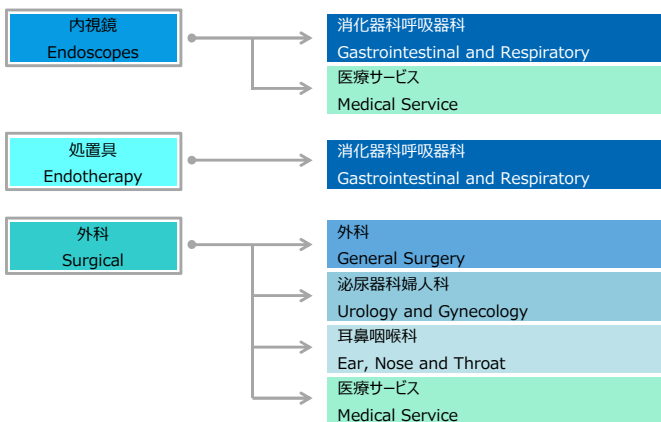 内視鏡
Endoscopes
消化器科呼吸器科
Gastrointestinal and Respiratory
医療サービス
Medical Service
処置具
Endotherapy
消化器科呼吸器科
Gastrointestinal and Respiratory
外科
Surgical
外科
General Surgery
泌尿器科婦人科
Urology and Gynecology
耳鼻咽喉科
Ear, Nose and Throat
医療サービス
Medical Service